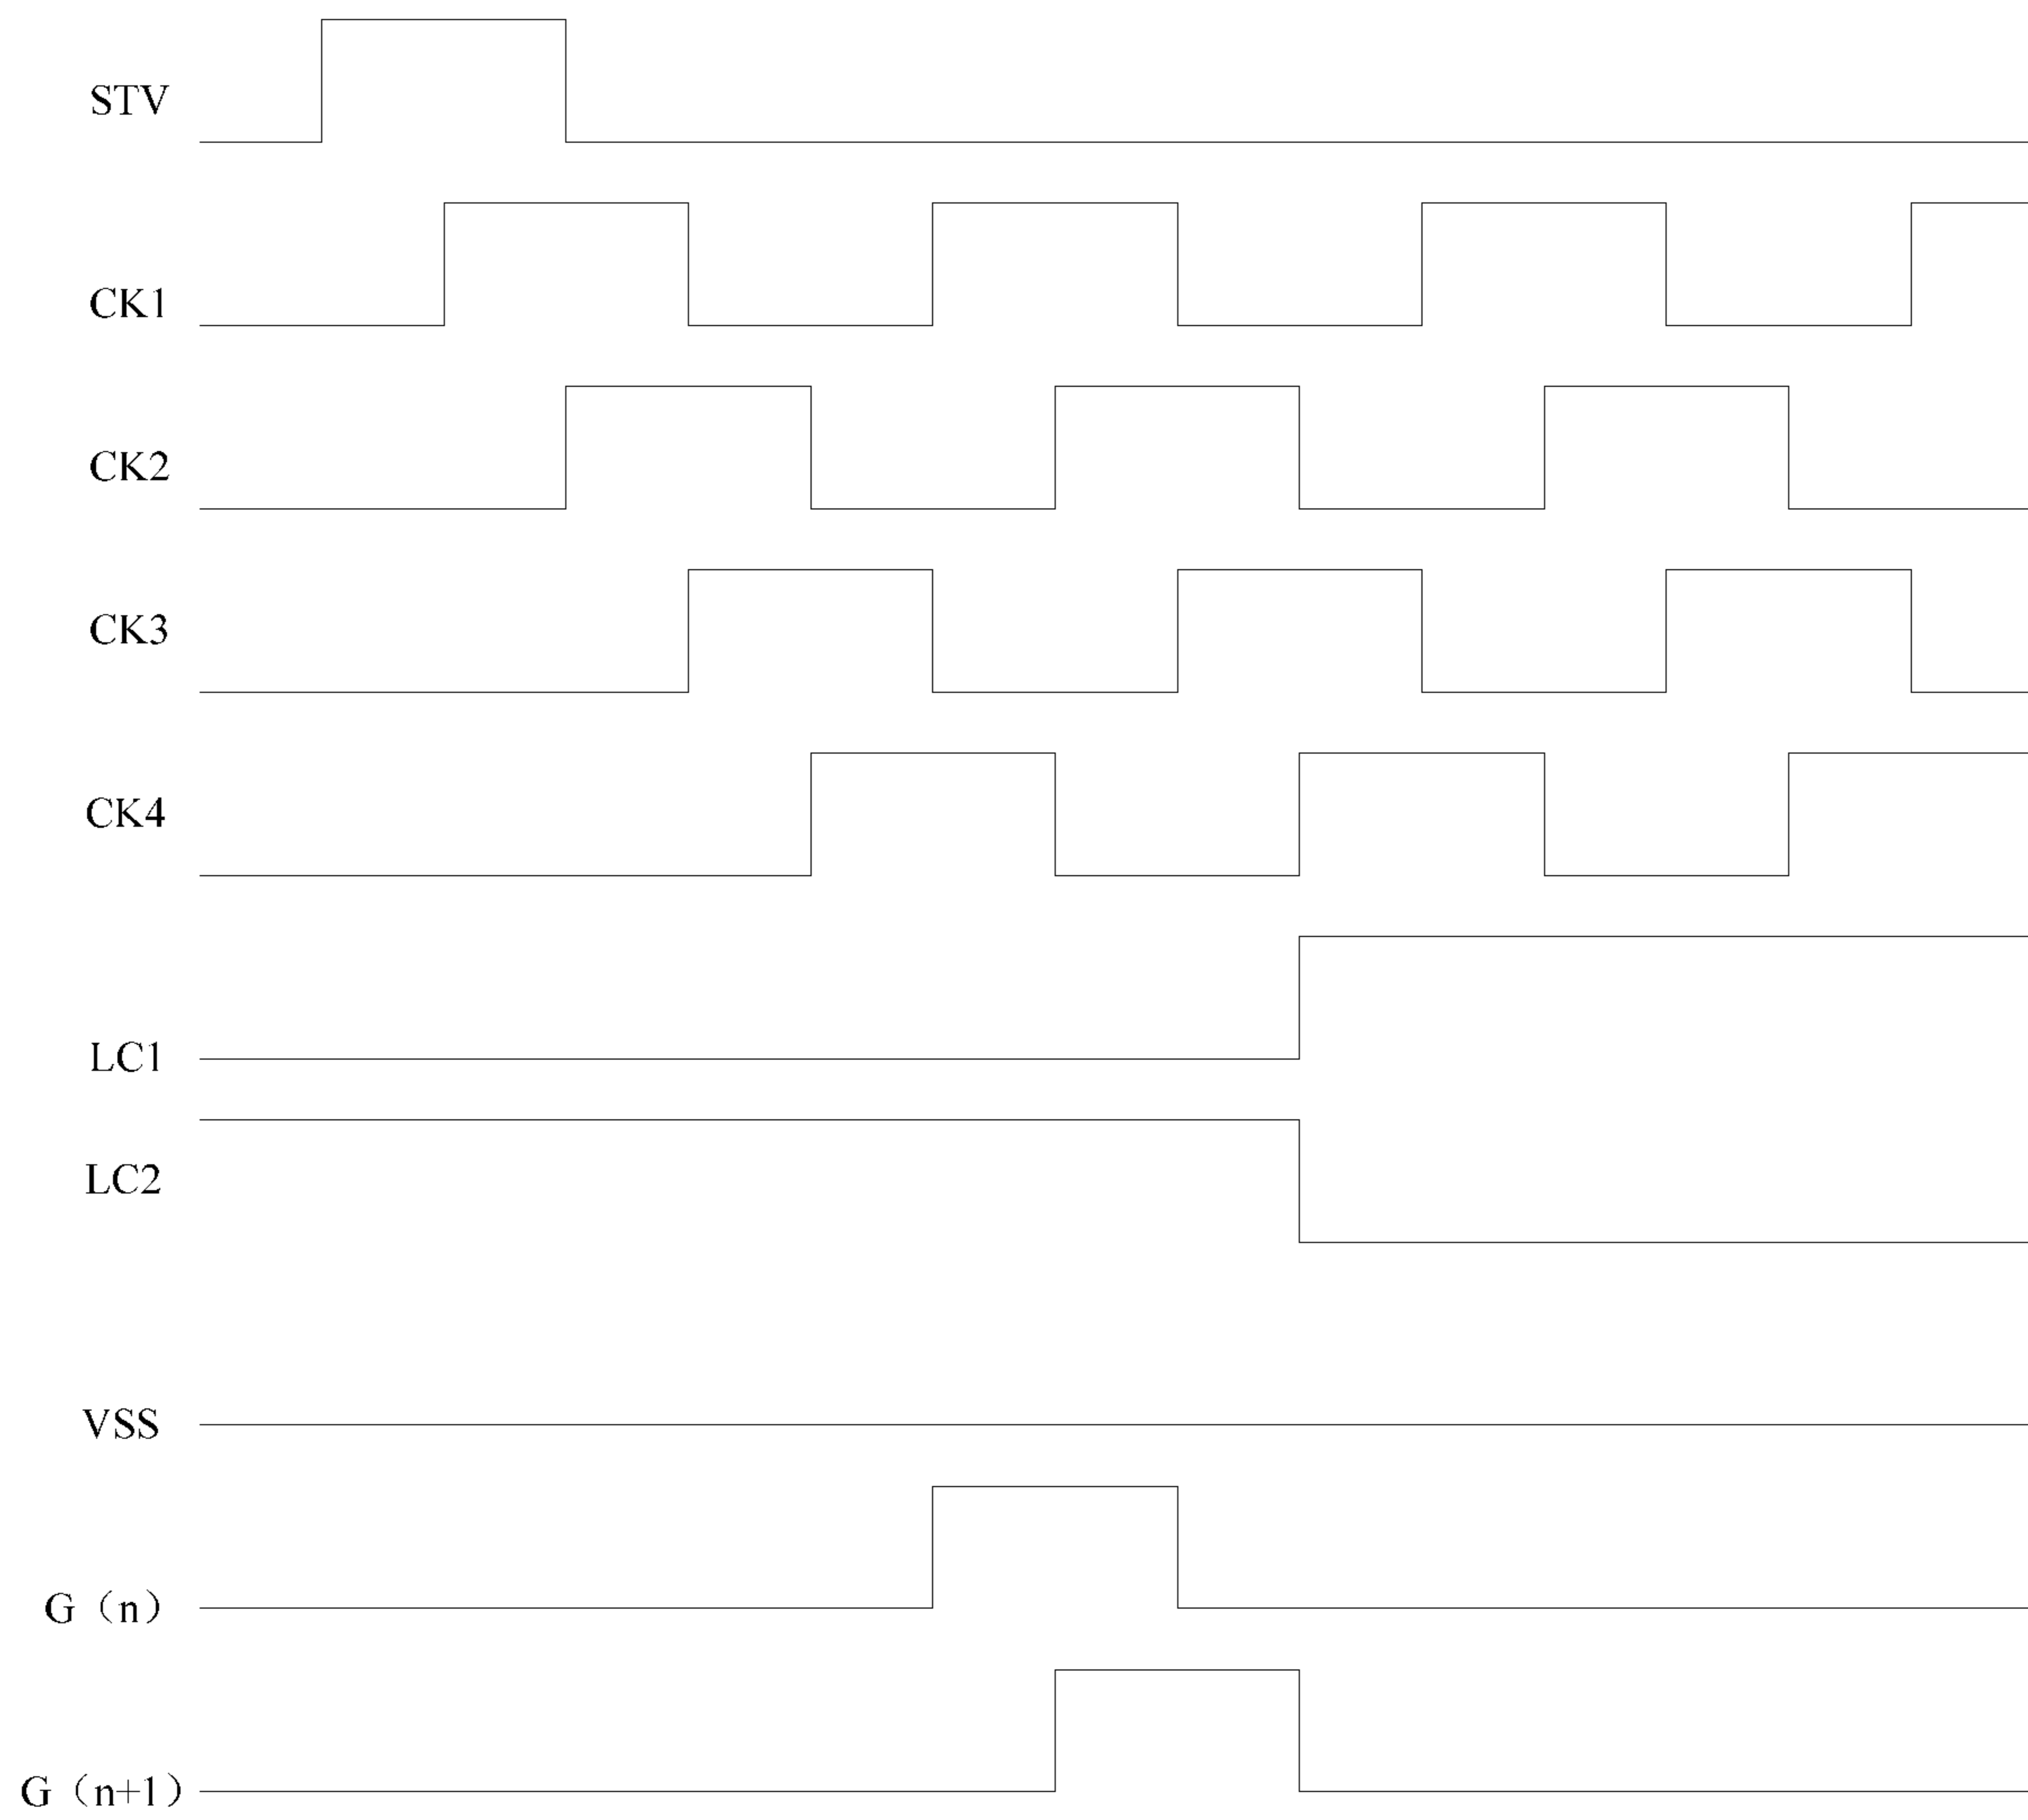 STV
CK1
CK2
CK3
CK4
LC1
LC2
VSS
G（n）
G（n+1）